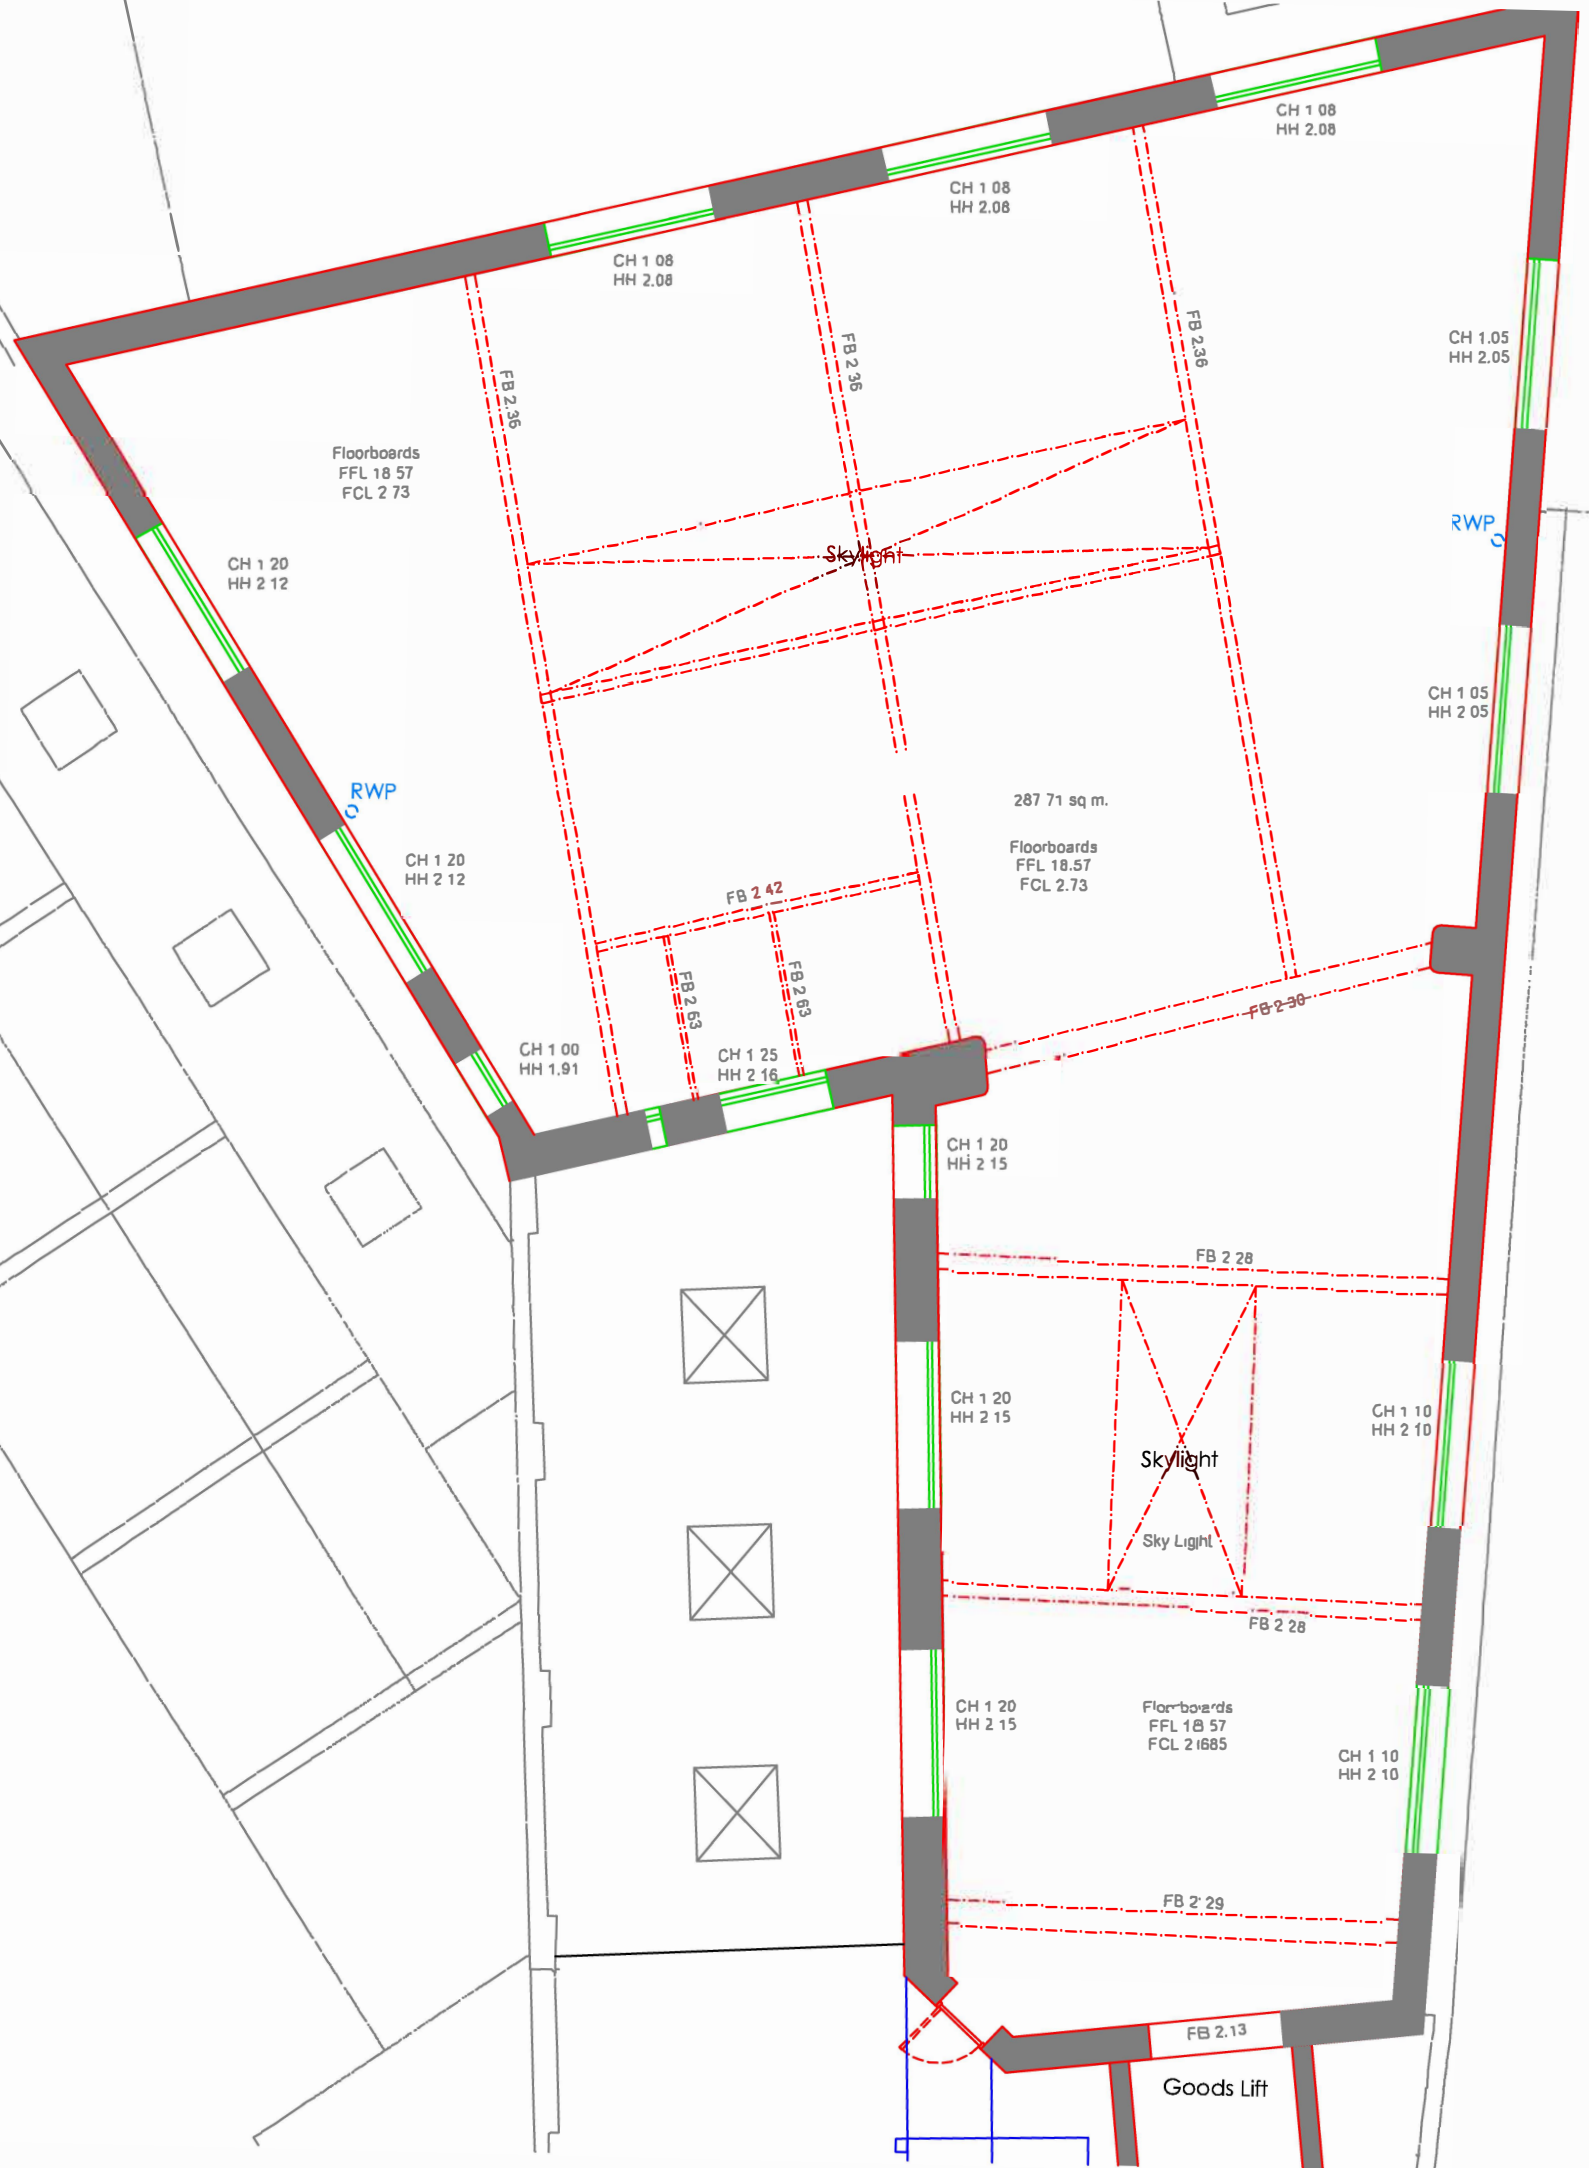 CH 1 08
HH 2.08
CH 1 08
HH 2.08
CH 1 08
HH 2.08
FB 2.36
FB 2 36
FB 2.36
CH 1.05
HH 2.05
Floorboards
FFL 18 57
FCL 2 73
RWP
Skylight
CH 1 20
HH 2 12
CH 1 05
HH 2 05
RWP
287 71 sq m.
Floorboards
FFL 18.57
FCL 2.73
CH 1 20
HH 2 12
FB 2 42
FB 2 63
FB 2 63
FB 2 30
CH 1 00
HH 1.91
CH 1 25
HH 2 16
CH 1 20
HH 2 15
FB 2 28
CH 1 20
HH 2 15
CH 1 10
HH 2 10
Skylight
Sky Light
FB 2 28
CH 1 20
HH 2 15
Floorboards
FFL 18 57
FCL
CH 1 10
HH 2 10
FB 2 29
FB 2.13
Goods Lift